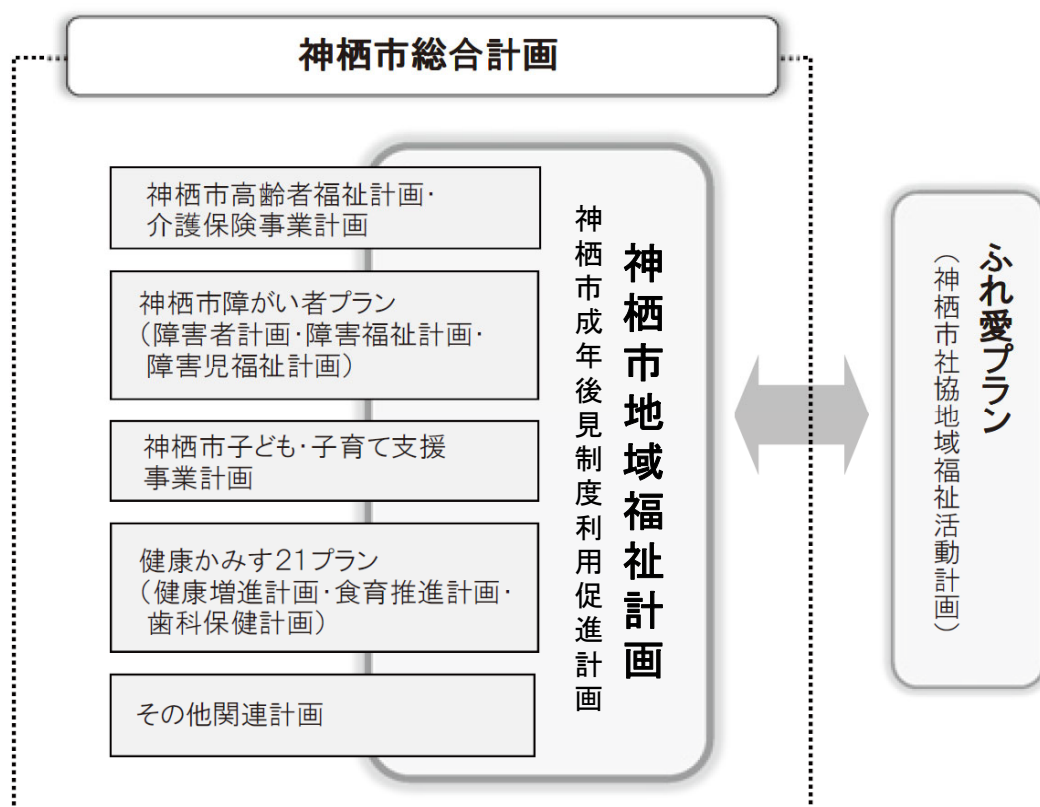 神栖市総合計画
神栖市高齢者福祉計画・
介護保険事業計画
神栖市障がい者プラン
（障害者計画・障害福祉計画・
障害児福祉計画）
神栖市子ども・子育て支援
事業計画
健康かみす21プラン
（健康増進計画・食育推進計画・
歯科保健計画）
その他関連計画
神栖市地域福祉計画
神栖市成年後見制度利用促進計画
ふれ愛プラン
（神栖市社協地域福祉活動計画）